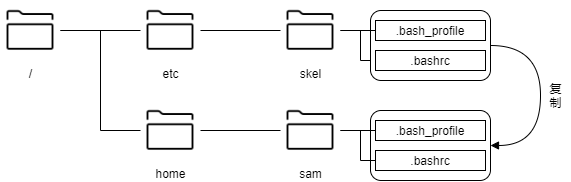 .bash_profile
.bashrc
/
etc
skel
复制
.bash_profile
.bashrc
home
sam